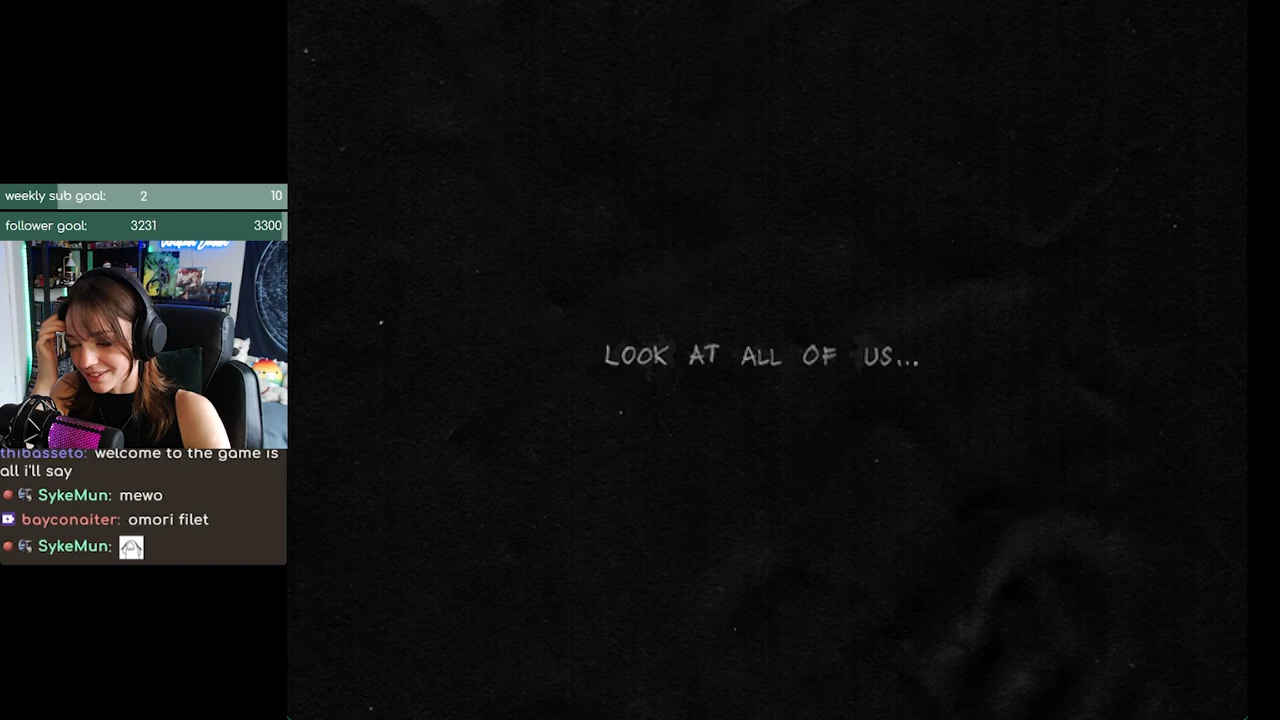 weekly sub goal: 2 10
follower goal: 3231 3300
LOOK AT ALL OF US...
thibasseto: welcome to the game is
all i'll say
SykeMun: mewo
bayconaiter: omori filet
SykeMun: